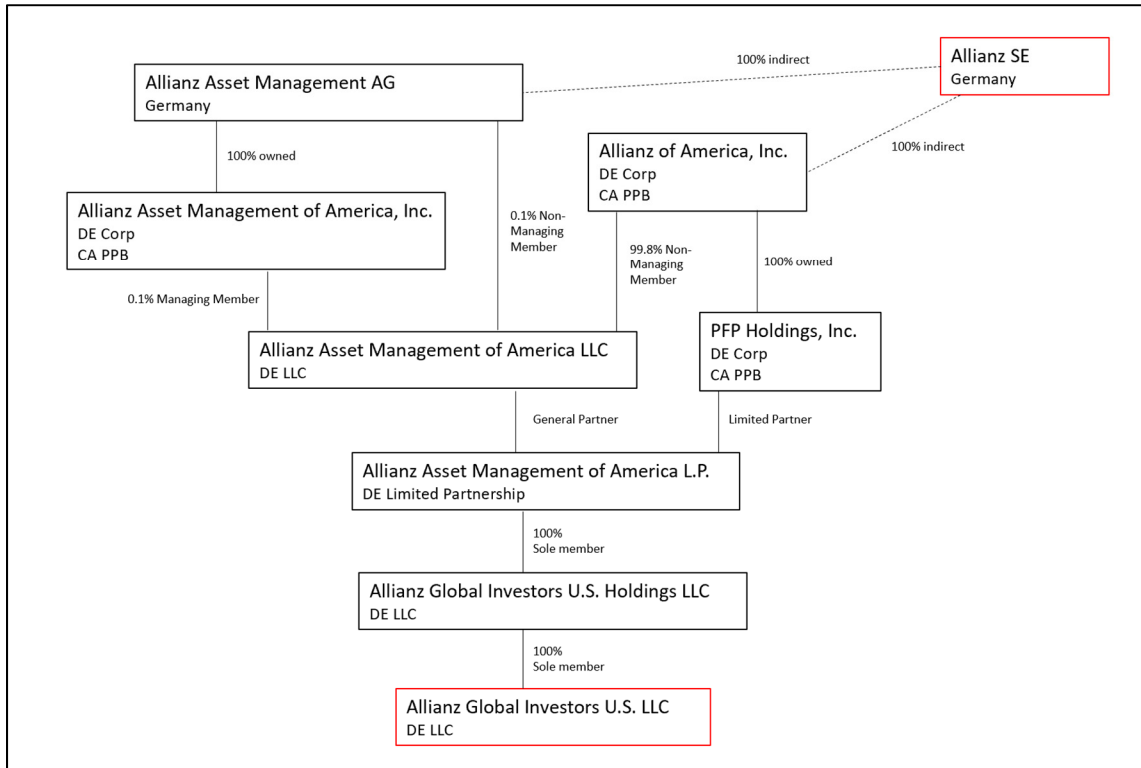 Allianz SE
Germany
100% indirect
Allianz Asset Management AG
Germany
100% indirect
100% owned
Allianz of America, Inc.
DE Corp
CA PPB
Allianz Asset Management of America, Inc.
DE Corp
CA PPB
0.1% Non-
Managing
Member
99.8% Non-
Managing
Member
100% owned
0.1% Managing Member
PFP Holdings, Inc.
DE Corp
CA PPB
Allianz Asset Management of America LLC
DE LLC
General Partner
Limited Partner
Allianz Asset Management of America L.P.
DE Limited Partnership
100%
Sole member
Allianz Global Investors U.S. Holdings LLC
DE LLC
100%
Sole member
Allianz Global Investors U.S. LLC
DE LLC